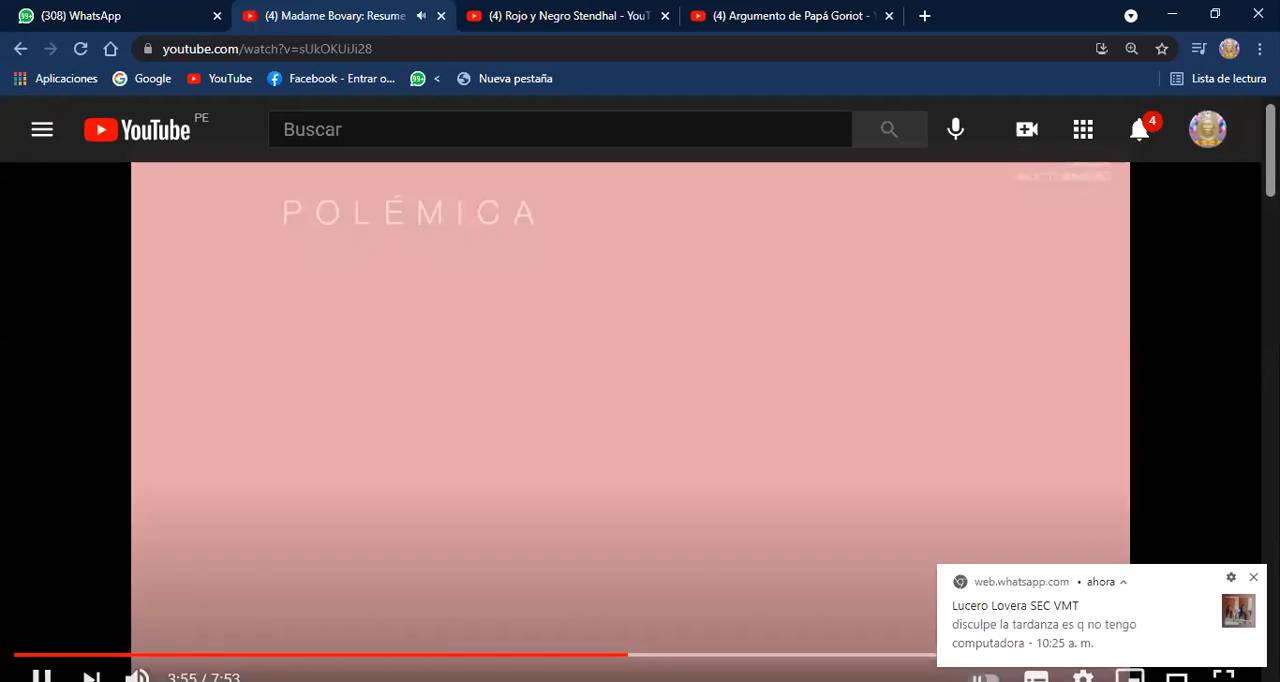 (308) WhatsApp
(4) Madame Bovary: Resume
(4) Rojo y Negro Stendhal - YouT
(4) Argumento de Papá Goriot -
youtube.com/watch?v=sUkOKUiJi28
Aplicaciones
Google
YouTube
Facebook - Entrar o...
99+
<
Nueva pestaña
Lista de lectura
YouTube PE
Buscar
4
POLÉMICA
web.whatsapp.com • ahora
Lucero Lovera SEC VMT
disculpe la tardanza es q no tengo
computadora - 10:25 a. m.
3:55 / 7:53